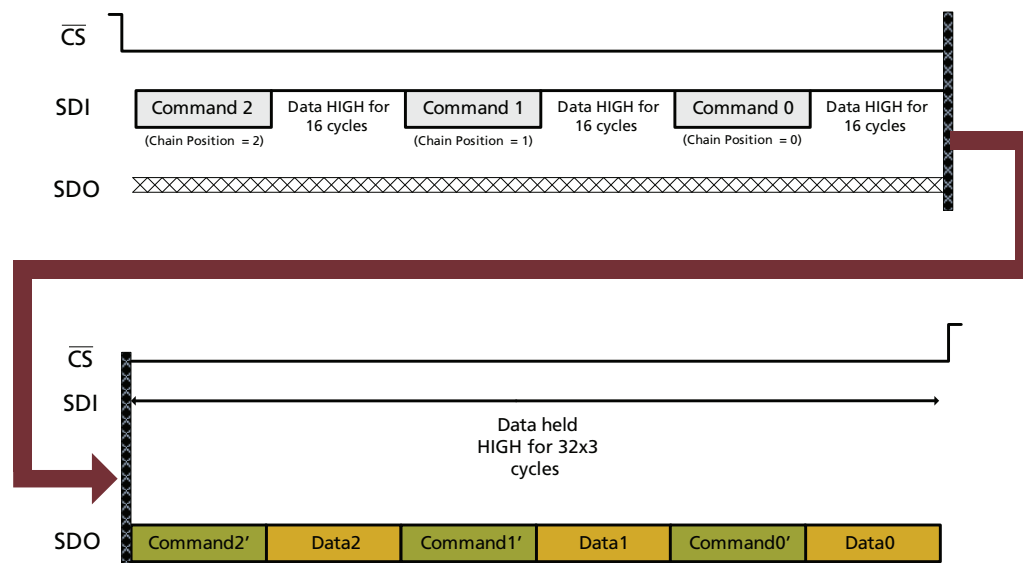 CS
SDI
Command 2
Data HIGH for
16 cycles
Command 1
Data HIGH for
16 cycles
Command 0
Data HIGH for
16 cycles
(Chain Position = 2)
(Chain Position = 1)
(Chain Position = 0)
SDO
CS
SDI
Data held
HIGH for 32x3
cycles
SDO
Command2’
Data2
Command1’
Data1
Command0’
Data0